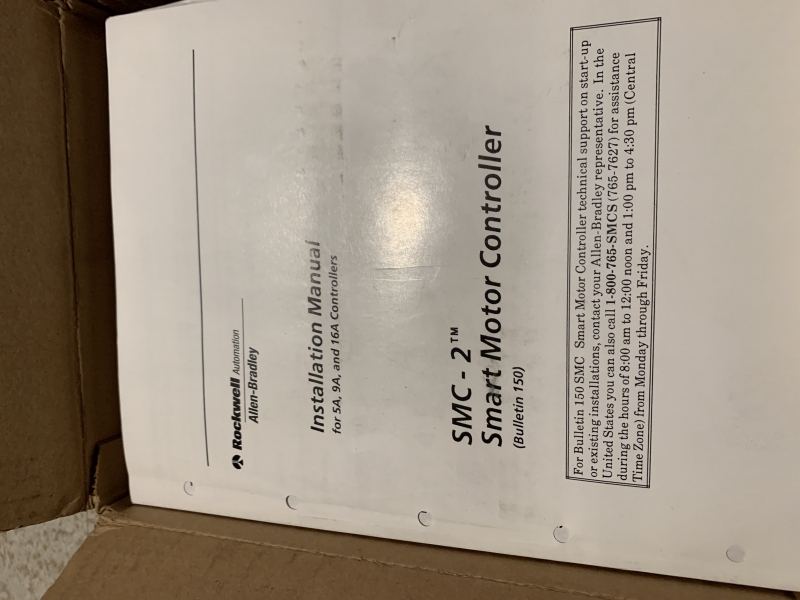 Rockwell Automation
Allen-Bradley
Installation Manual
for 5A, 9A, and 16A Controllers
SMC - 2™
Smart Motor Controller
(Bulletin 150)
For Bulletin 150 SMC Smart Motor Controller technical support on start-up
or existing installations, contact your Allen-Bradley representative. In the
United States you can also call 1-800-765-SMCS (765-7627) for assistance
during the hours of 8:00 am to 12:00 noon and 1:00 pm to 4:30 pm (Central
Time Zone) from Monday through Friday.